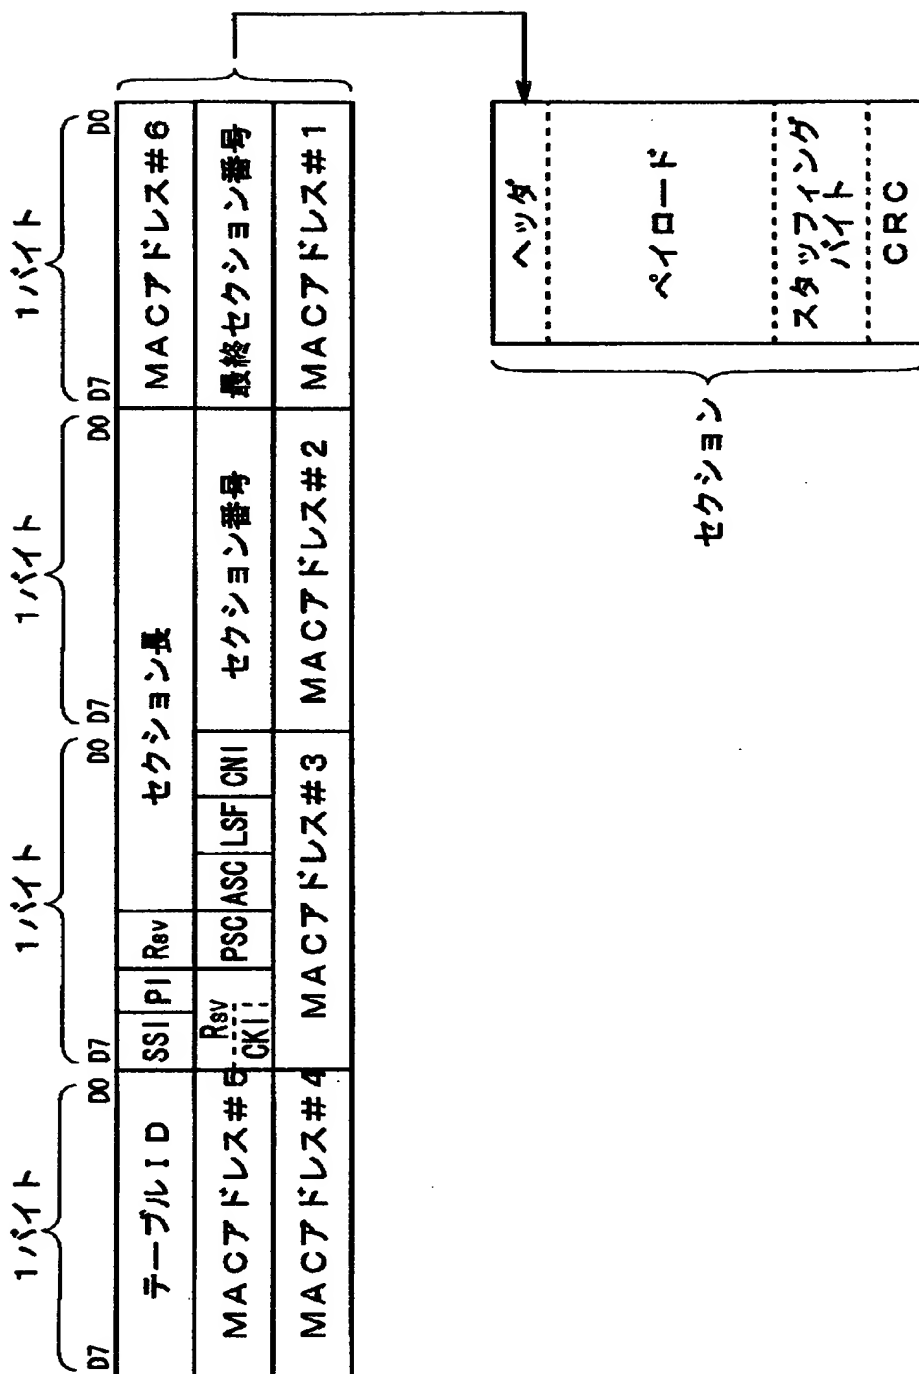 1バイト 1バイト 1バイト 1バイト
D7 D0 D7 D0 D7 D0 D7 D0
テーブルID SSI PI Rsv セクション長 MACアドレス#6
MACアドレス#5 Rsv CKI PSC ASC LSF CNI セクション番号 最終セクション番号
MACアドレス#4 MACアドレス#3 MACアドレス#2 MACアドレス#1
ヘッダ
ペイロード
セクション
スタッフィング
バイト
CRC